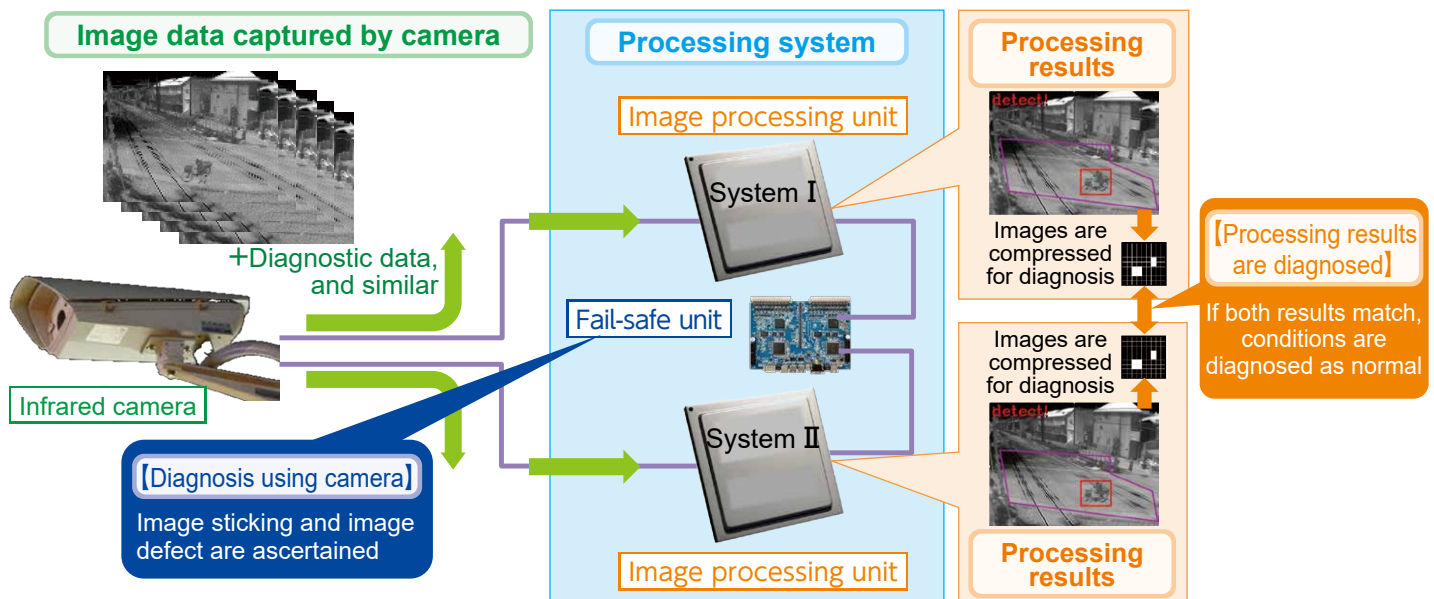 Image data captured by camera
+Diagnostic data,
and similar
Infrared camera
【Diagnosis using camera】
Image sticking and image
defect are ascertained
Processing system
Image processing unit
System Ⅰ
Fail-safe unit
System Ⅱ
Image processing unit
Processing
results
detect!
Images are
compressed
for diagnosis
Images are
compressed
for diagnosis
detect!
Processing
results
【Processing results
are diagnosed】
If both results match,
conditions are
diagnosed as normal